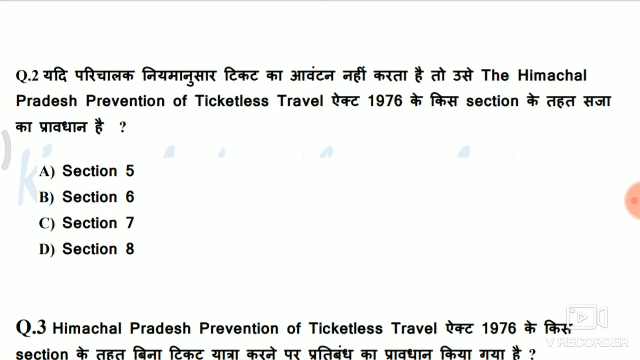 Q.2 यदि परिचालक नियमानुसार टिकट का आवंटन नहीं करता है तो उसे The Himachal
Pradesh Prevention of Ticketless Travel ऐक्ट 1976 के किस section के तहत सजा
का प्रावधान है ?
A) Section 5
B) Section 6
C) Section 7
D) Section 8
V RECORDER
Q.3 Himachal Pradesh Prevention of Ticketless Travel ऐक्ट 1976 के किस
section के तहत बिना टिकट यात्रा करने पर प्रतिबंध का प्रावधान किया गया है ?